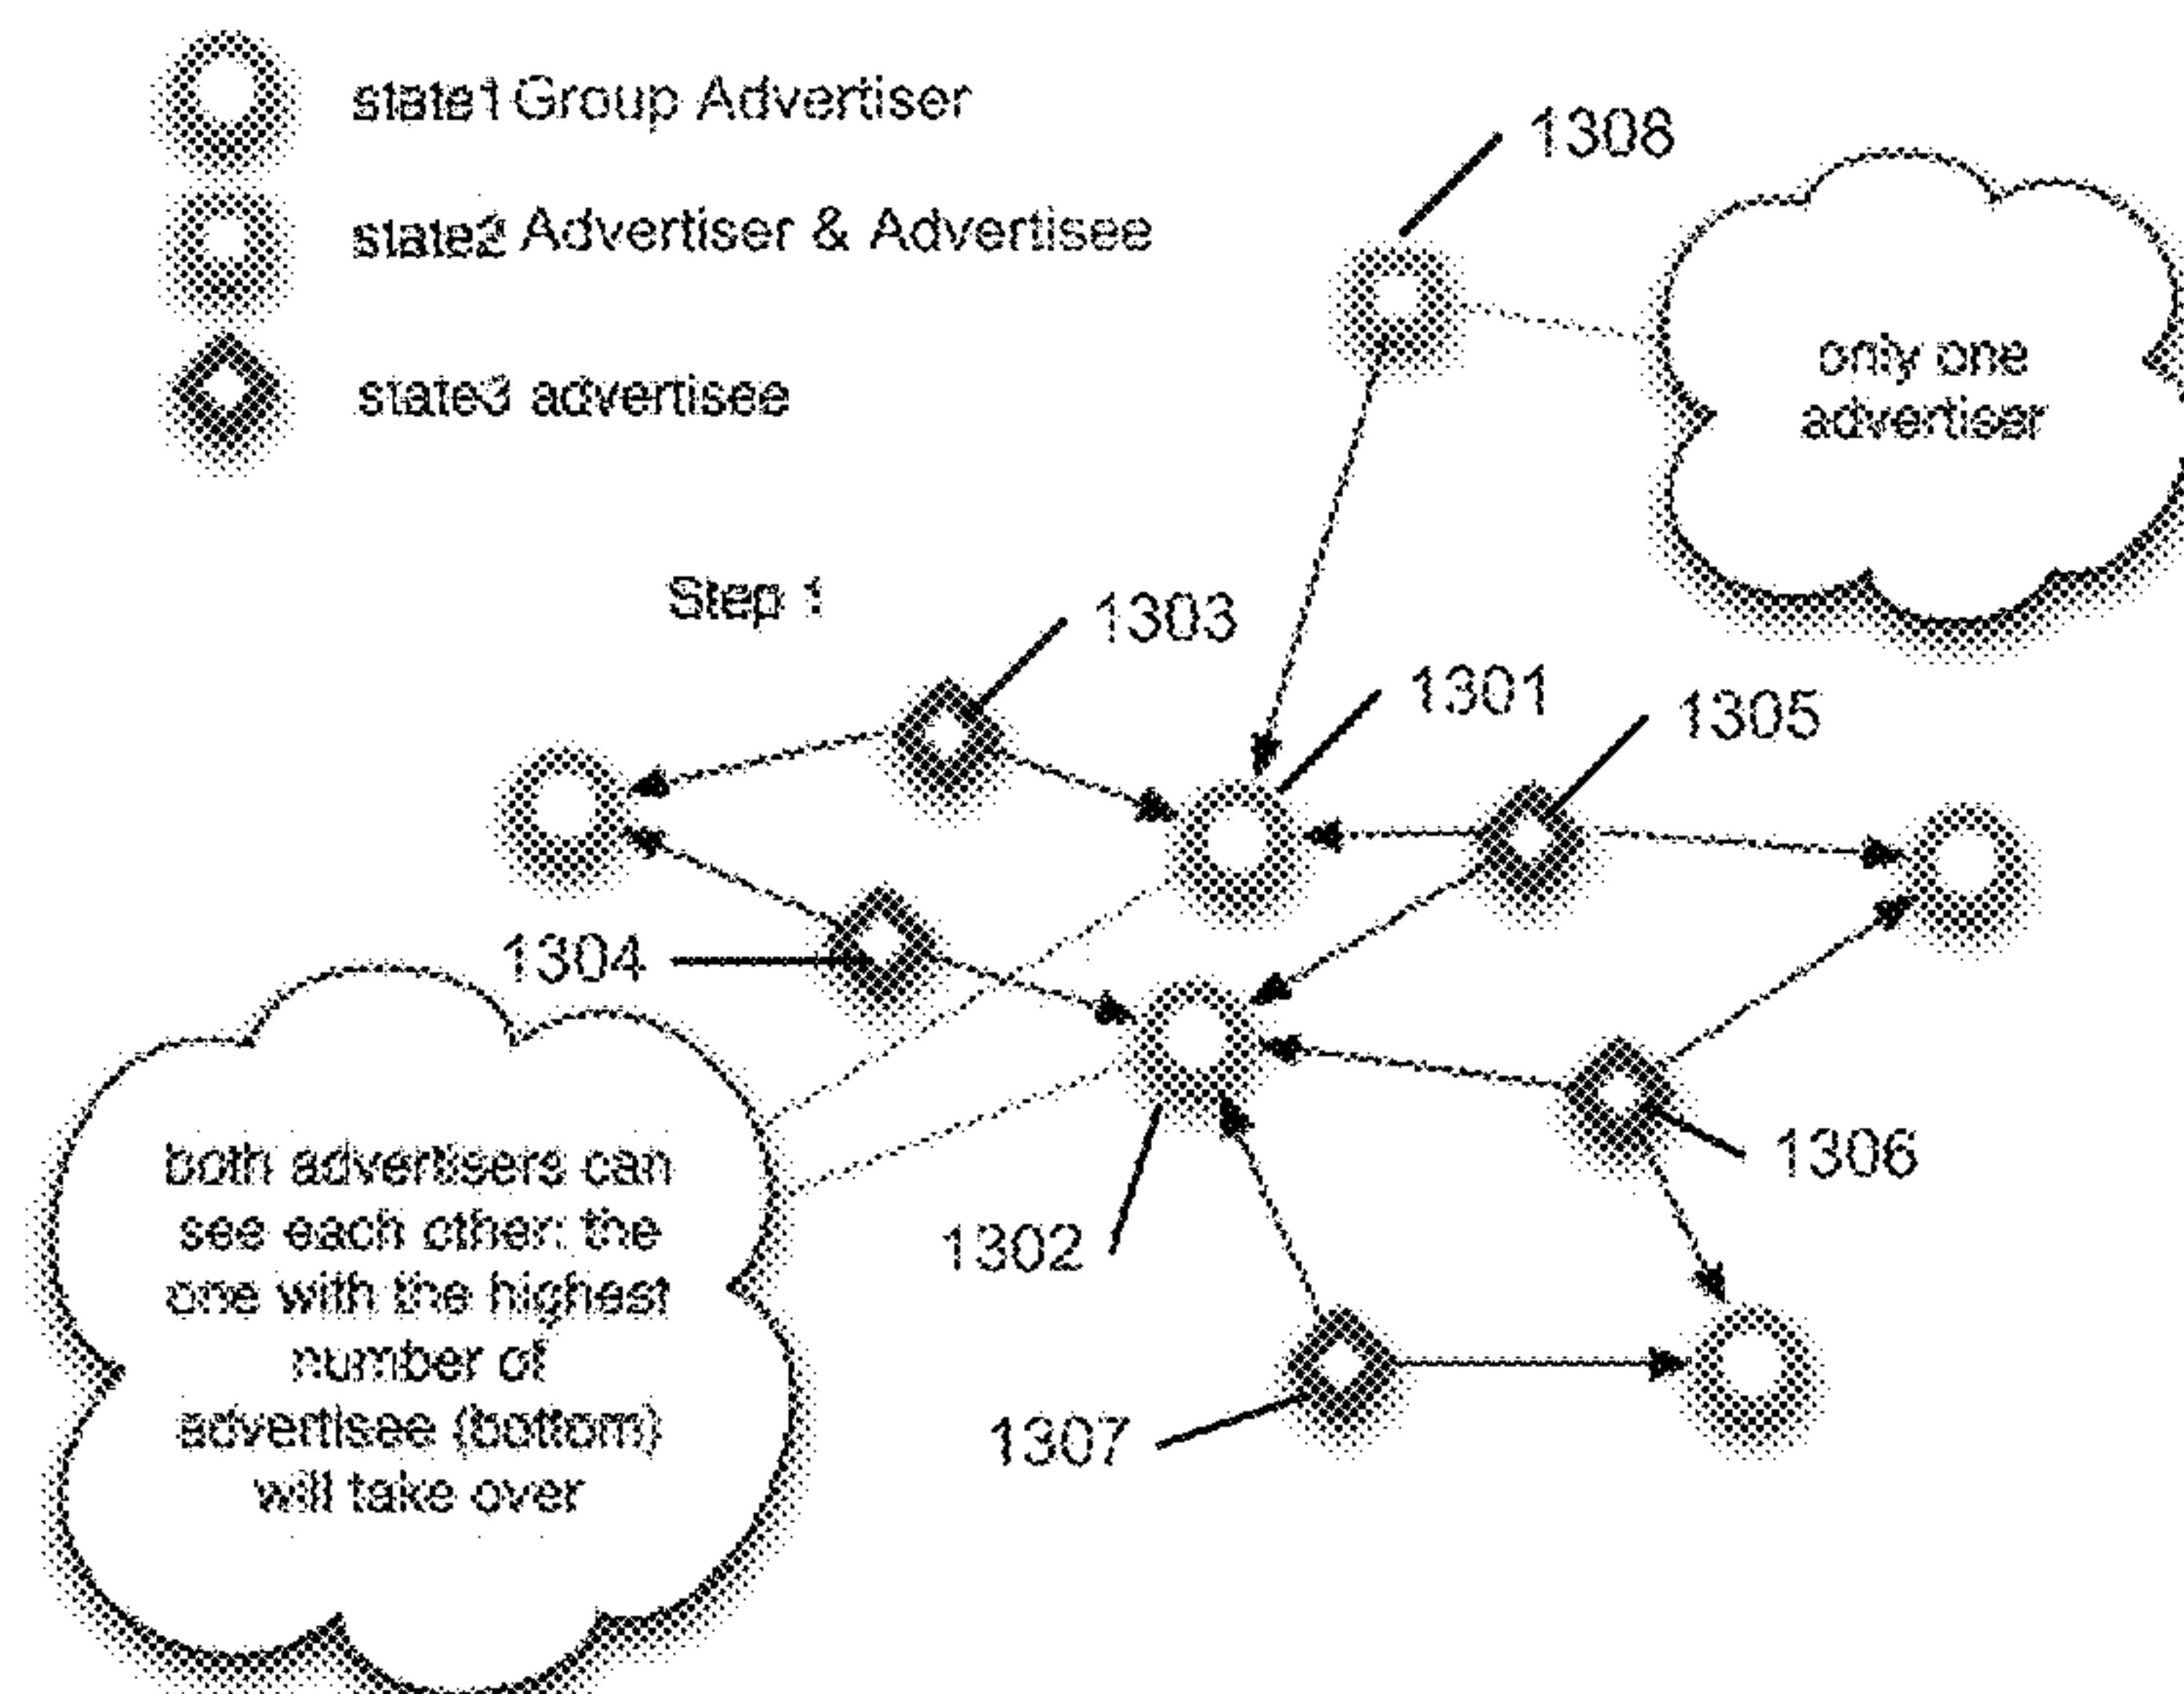 state1 Group Advertiser
state2 Advertiser & Advertisee
state3 advertisee
1308
only one
advertiser
Step 1
1303
1301
1305
1304
1302
1306
1307
both advertisers can
see each other: the
one with the highest
number of
advertisee (bottom)
will take over